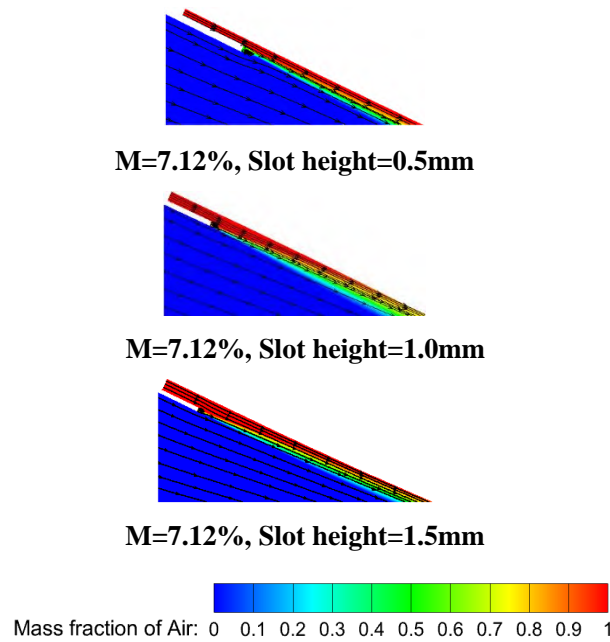 M=7.12%, Slot height=0.5mm
M=7.12%, Slot height=1.0mm
M=7.12%, Slot height=1.5mm
Mass fraction of Air: 0 0.1 0.2 0.3 0.4 0.5 0.6 0.7 0.8 0.9 1